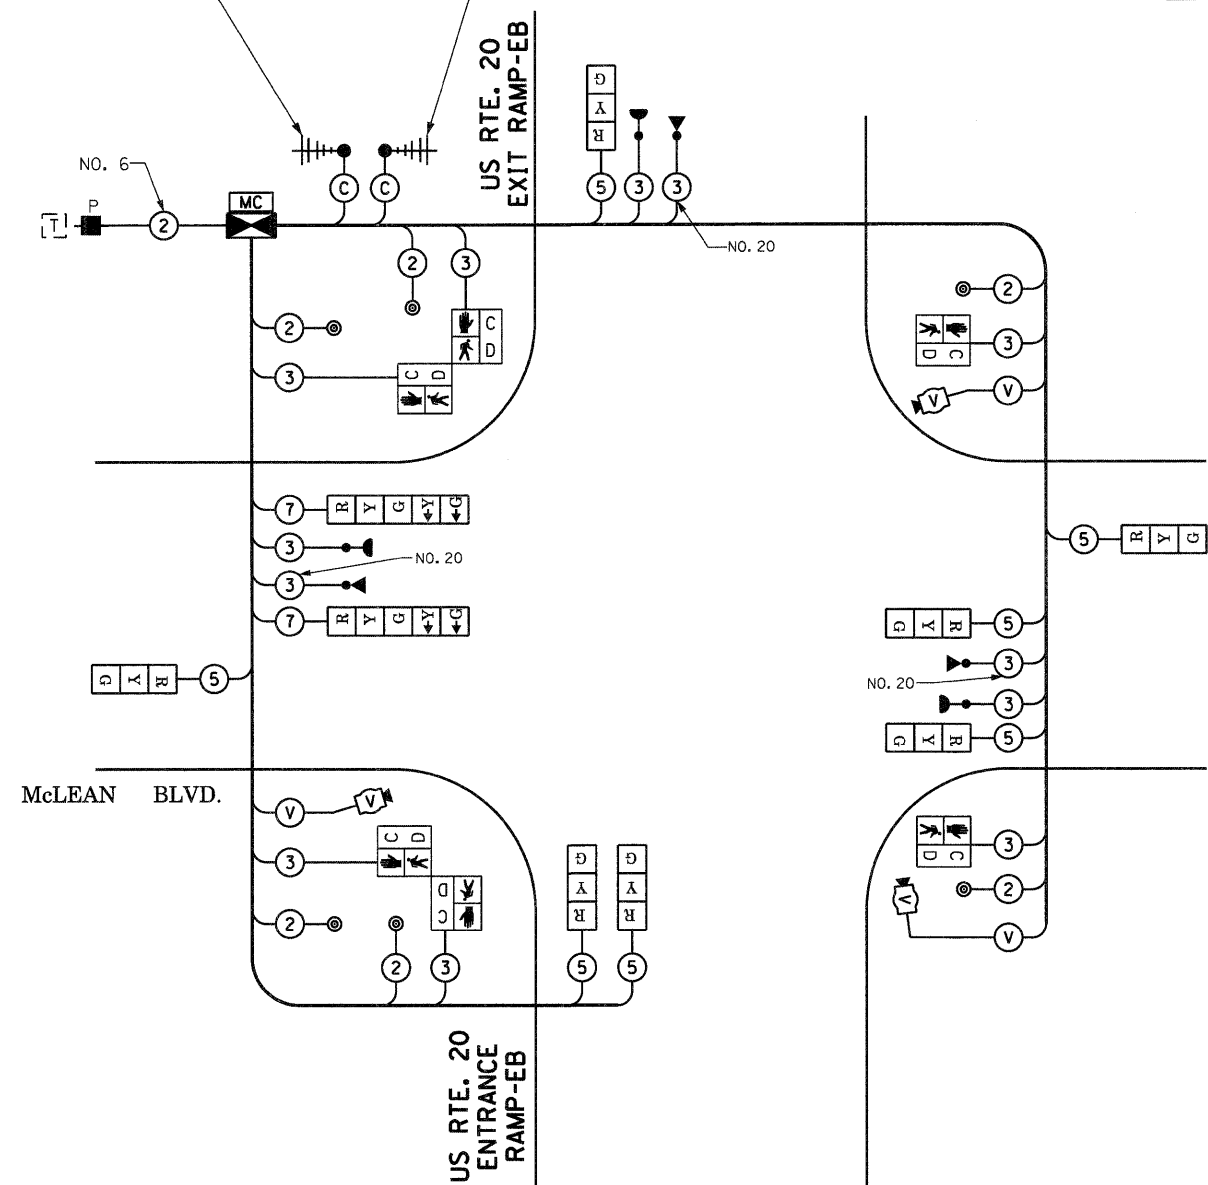 US RTE. 20
EXIT RAMP-EB
G
Y
R
NO. 6
P
MC
T
2
C
C
5
3
3
NO. 20
2
3
2
C
D
3
C D
2
3
D C
V
V
7
R Y G Y G
3
NO. 20
3
7
R Y G Y G
5
R Y G
G Y R
5
3
NO. 20
3
G Y R
5
G Y R
5
McLEAN BLVD.
V
V
3
C D
D
C
2
2
3
G
Y
R
G
Y
R
5
5
D C
3
2
V
V
US RTE. 20
ENTRANCE
RAMP-EB